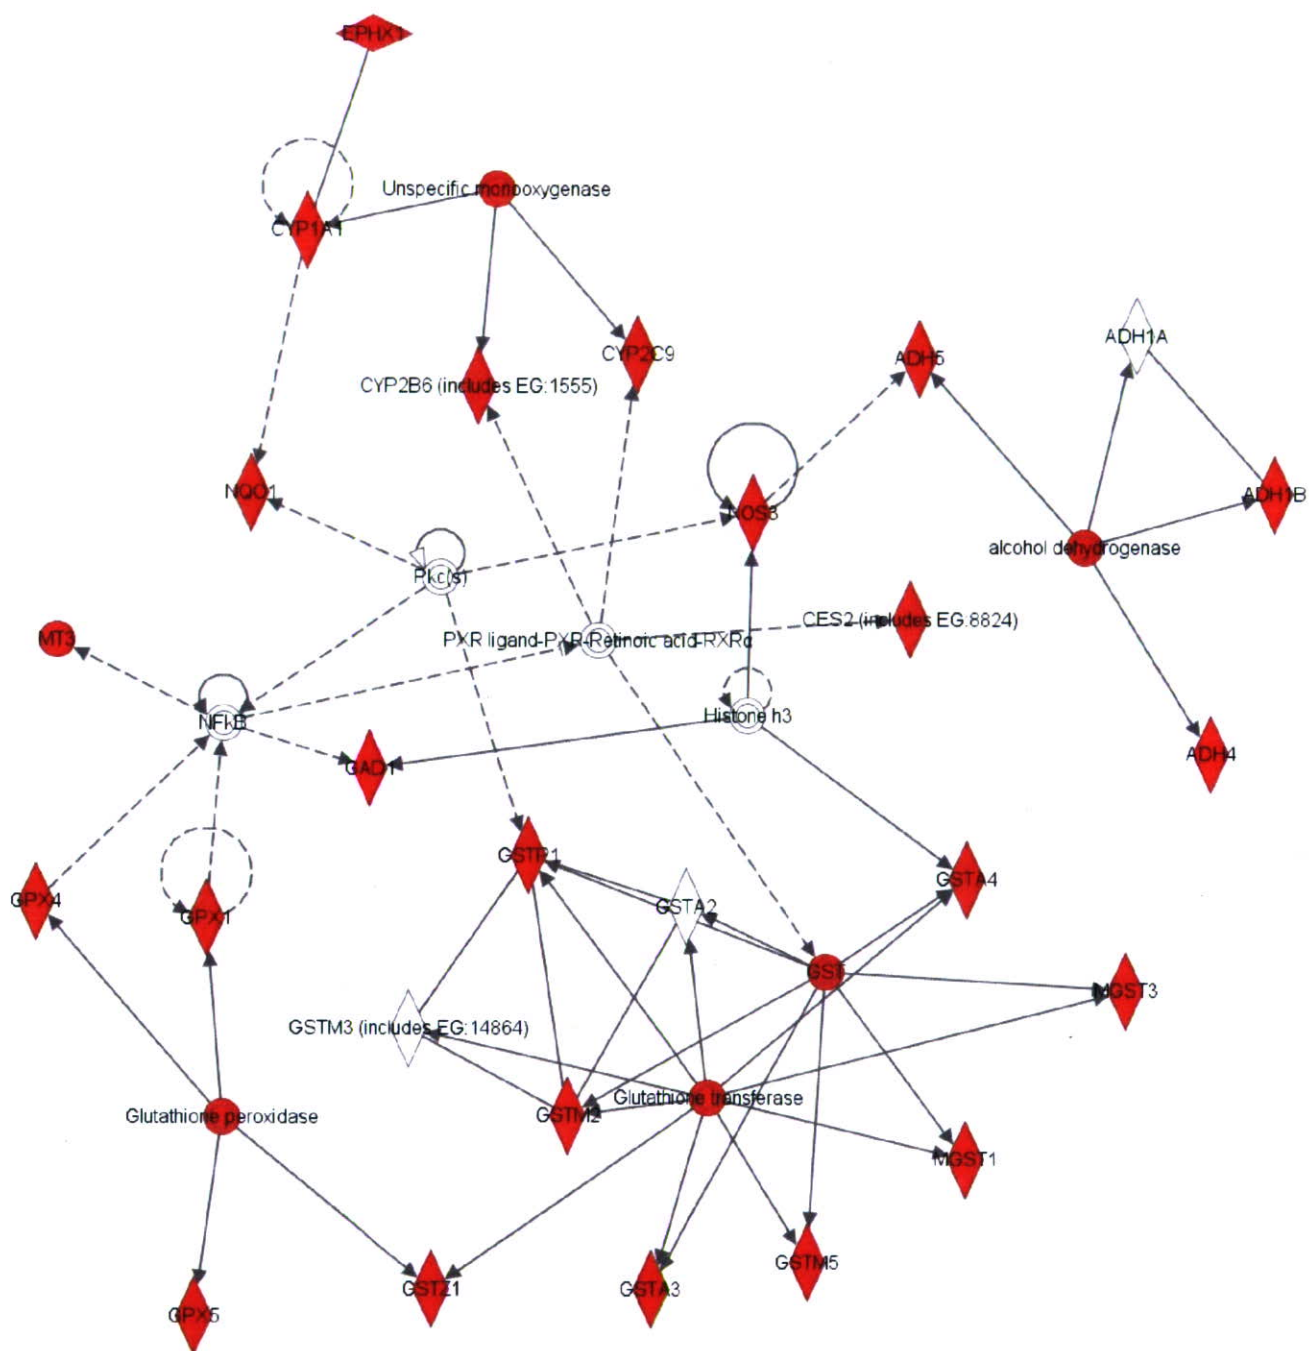 EPHX1
Unspecific monooxygenase
CYP1A1
ADH1A
CYP2C9
ADH5
CYP2B6 (includes EG:1555)
NQO1
ADH1B
NOS3
alcohol dehydrogenase
Pkc(s)
CES2 (includes EG:8824)
MT3
PXR ligand-PXR-Retinoic acid-RXRα
Histone h3
NFkB
ADH4
GAD1
GSTP1
GSTA4
GPX4
GSTA2
GPX1
GST
MGST3
GSTM3 (includes EG:14864)
Glutathione transferase
Glutathione peroxidase
GSTM2
MGST1
GSTM5
GSTZ1
GSTA3
GPX5